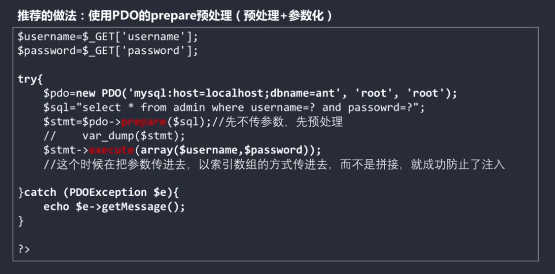 推荐的做法：使用PDO的prepare预处理（预处理+参数化）
$username=$_GET['username'];
$password=$_GET['password'];
try{
$pdo=new PDO('mysql:host=localhost;dbname=ant', 'root', 'root');
$sql="select * from admin where username=? and passowrd=?";
$stmt=$pdo->prepare($sql);//先不传参数，先预处理
// var_dump($stmt);
$stmt->execute(array($username,$password));
//这个时候在把参数传进去，以索引数组的方式传进去，而不是拼接，就成功防止了注入
}catch (PDOException $e){
echo $e->getMessage();
}
?>